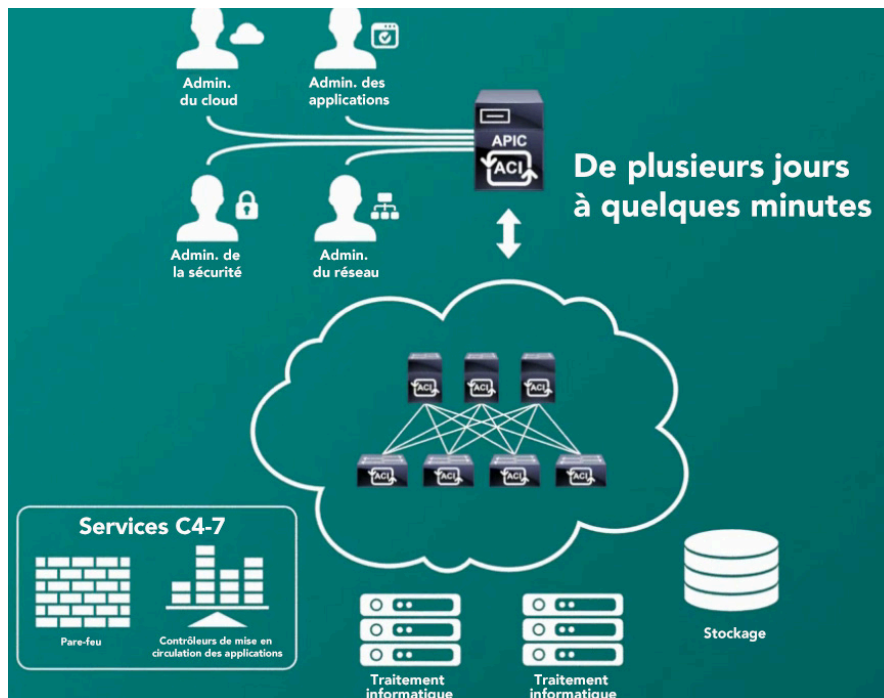 Admin.
du cloud
Admin. des
applications
APIC
ACI
De plusieurs jours
à quelques minutes
Admin. de
la sécurité
Admin.
du réseau
ACI
ACI
ACI
ACI
ACI
ACI
ACI
Services C4-7
Pare-feu
Contrôleurs de mise en
circulation des applications
Traitement
informatique
Traitement
informatique
Stockage